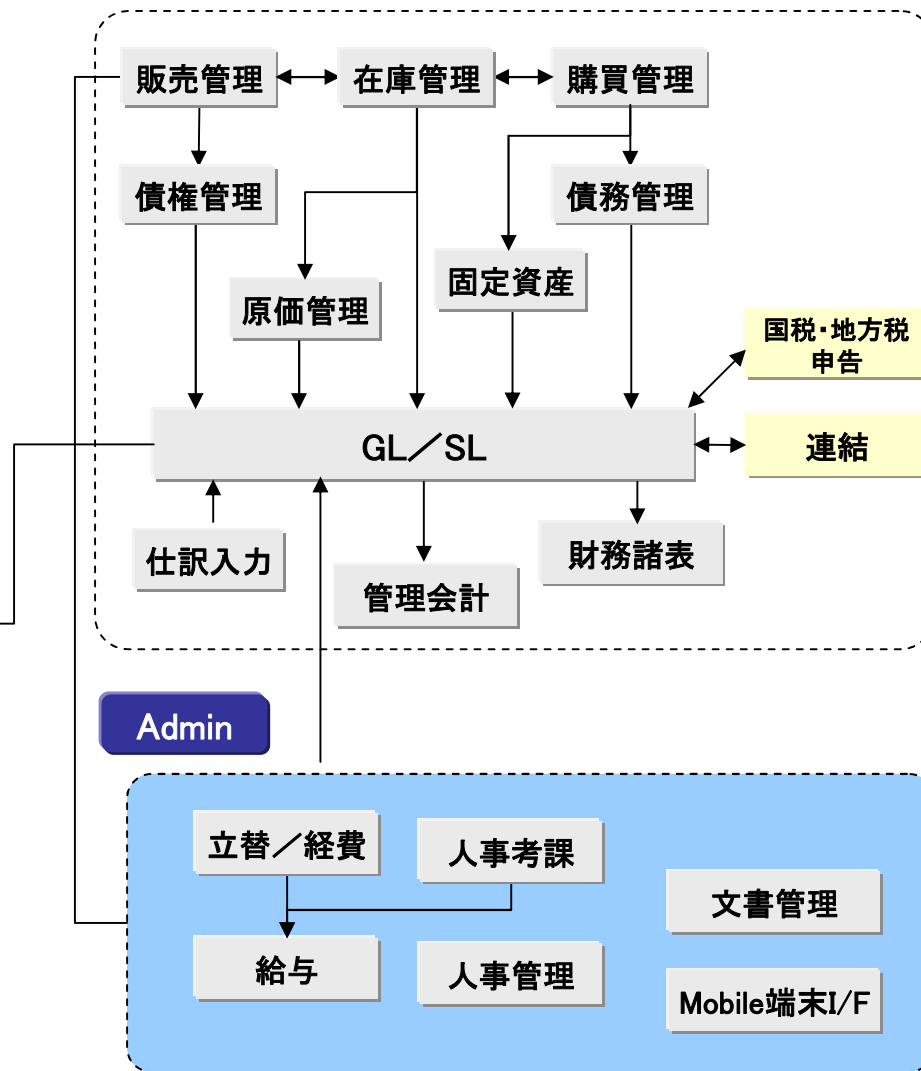 販売管理
在庫管理
購買管理
債権管理
債務管理
固定資産
原価管理
国税・地方税
申告
GL／SL
連結
仕訳入力
財務諸表
管理会計
Admin
立替／経費
人事考課
文書管理
給与
人事管理
Mobile端末I/F